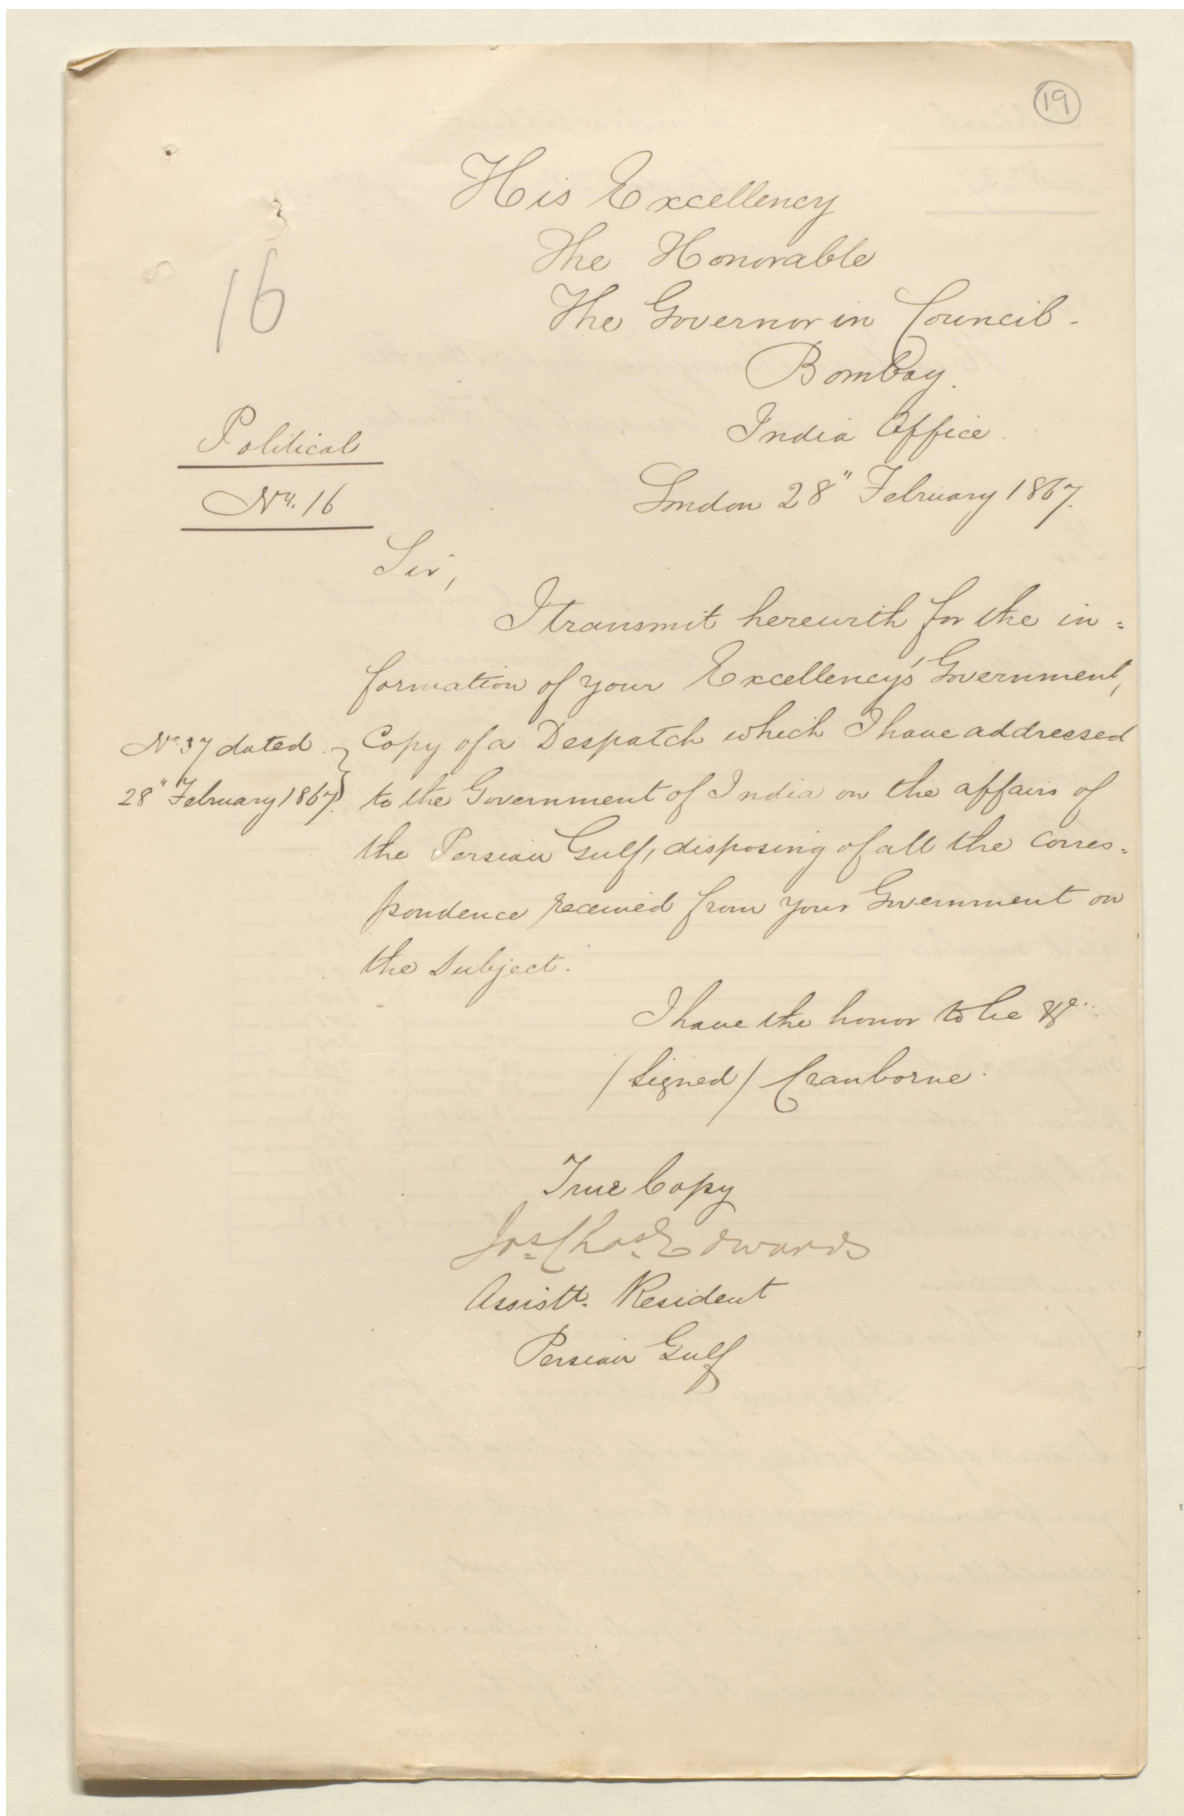 19
His Excellency
The Honorable
The Governor in Council.
Bombay.
16
India Office
Political
No. 16
London 28" February 1867.
Sir,
I transmit herewith for the in=
formation of your Excellency's Government,
No 37 dated
28" February 1867.
Copy of a Despatch which I have addressed
to the Government of India on the affairs of
the Persian Gulf, disposing of all the corres=
pondence received from your Government on
the Subject.
I have the honor to be &c.
/Signed/ Cranborne.
True Copy
Jas. Chas. Edwards
Assistt. Resident
Persian Gulf